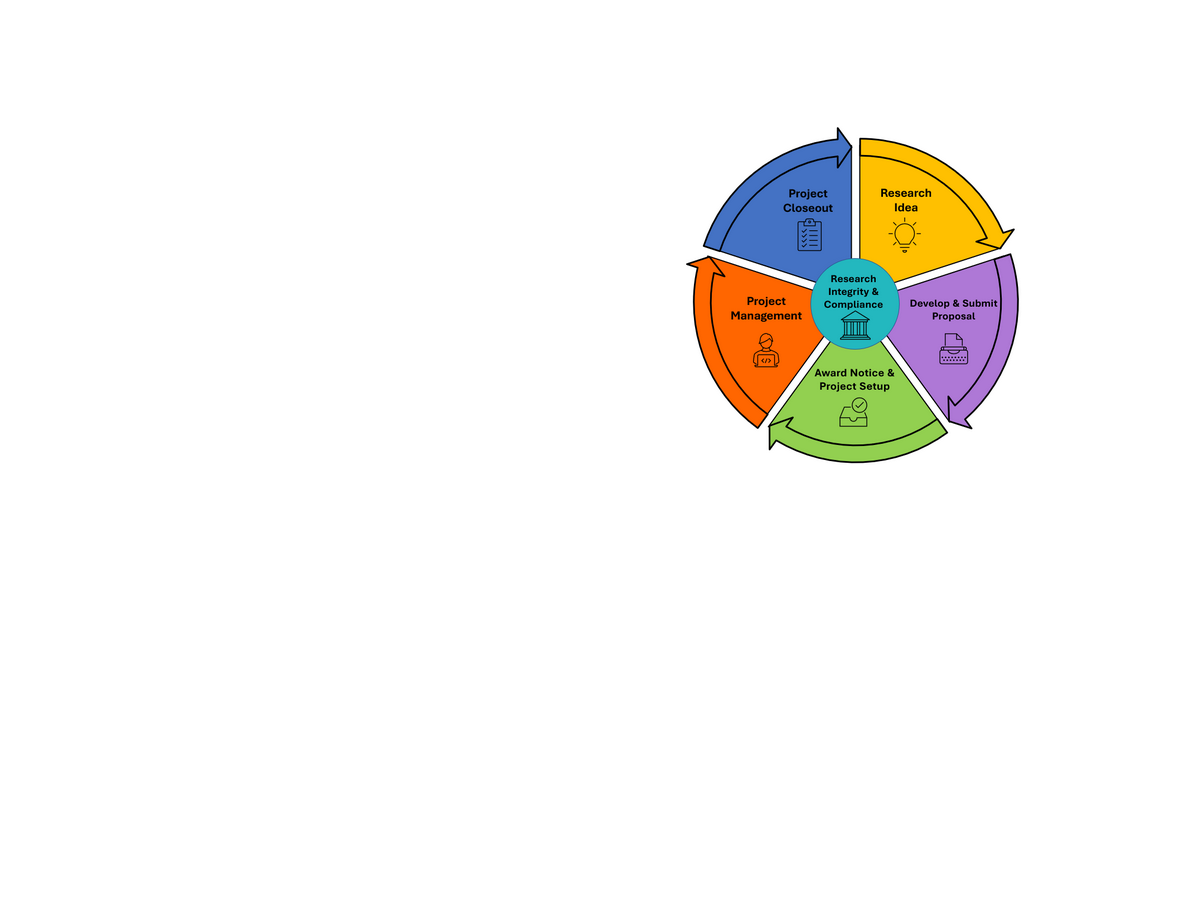 Project
Closeout
Research
Idea
Research
Integrity &
Compliance
Project
Management
Develop & Submit
Proposal
Award Notice &
Project Setup